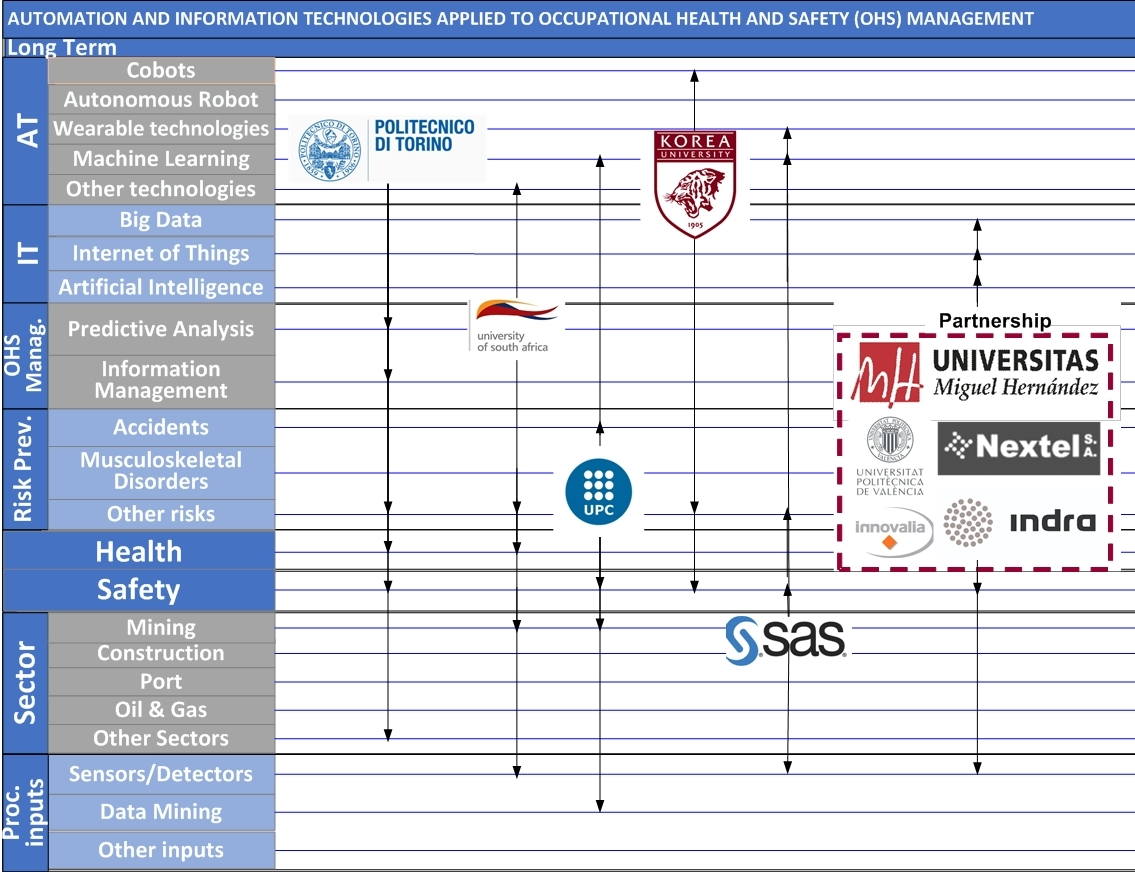 AUTOMATION AND INFORMATION TECHNOLOGIES APPLIED TO OCCUPATIONAL HEALTH AND SAFETY (OHS) MANAGEMENT
Long Term
AT
Cobots
Autonomous Robot
Wearable technologies
Machine Learning
Other technologies
POLITECNICO
DI TORINO
KOREA
UNIVERSITY
1905
IT
Big Data
Internet of Things
Artificial Intelligence
OHS
Manag.
Predictive Analysis
Information
Management
university
of south africa
Partnership
UNIVERSITAS
Miguel Hernández
UNIVERSITAT
POLITÈCNICA
DE VALÈNCIA
Nextel S.
A.
innovalia
indra
Risk Prev.
Accidents
Musculoskeletal
Disorders
Other risks
UPC
Health
Safety
Sector
Mining
Construction
Port
Oil & Gas
Other Sectors
sas
Proc.
inputs
Sensors/Detectors
Data Mining
Other inputs